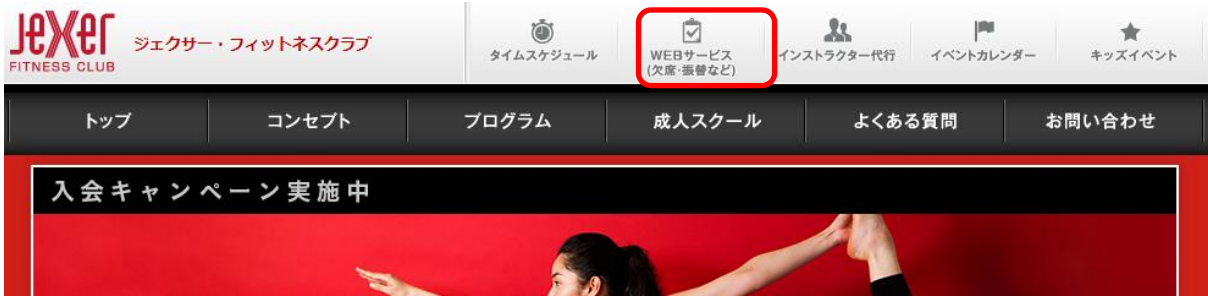 JEXER
FITNESS CLUB
ジェクサー・フィットネスクラブ
タイムスケジュール
WEBサービス
(欠席·振替など)
インストラクター代行
イベントカレンダー
キッズイベント
トップ
コンセプト
プログラム
成人スクール
よくある質問
お問い合わせ
入会キャンペーン実施中